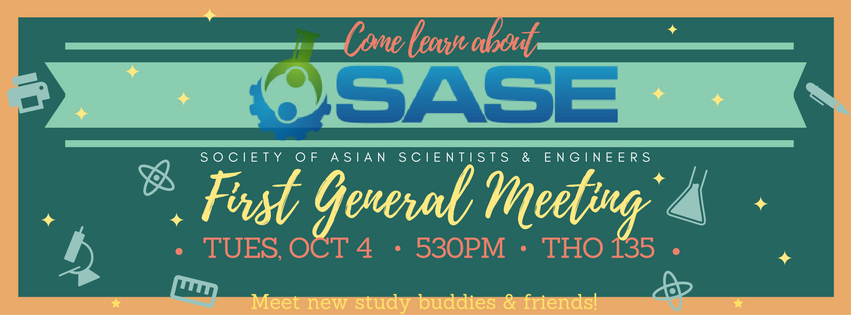 Come learn about
SASE
SOCIETY OF ASIAN SCIENTISTS & ENGINEERS
First General Meeting
• TUES, OCT 4 • 530PM • THO 135 •
Meet new study buddies & friends!